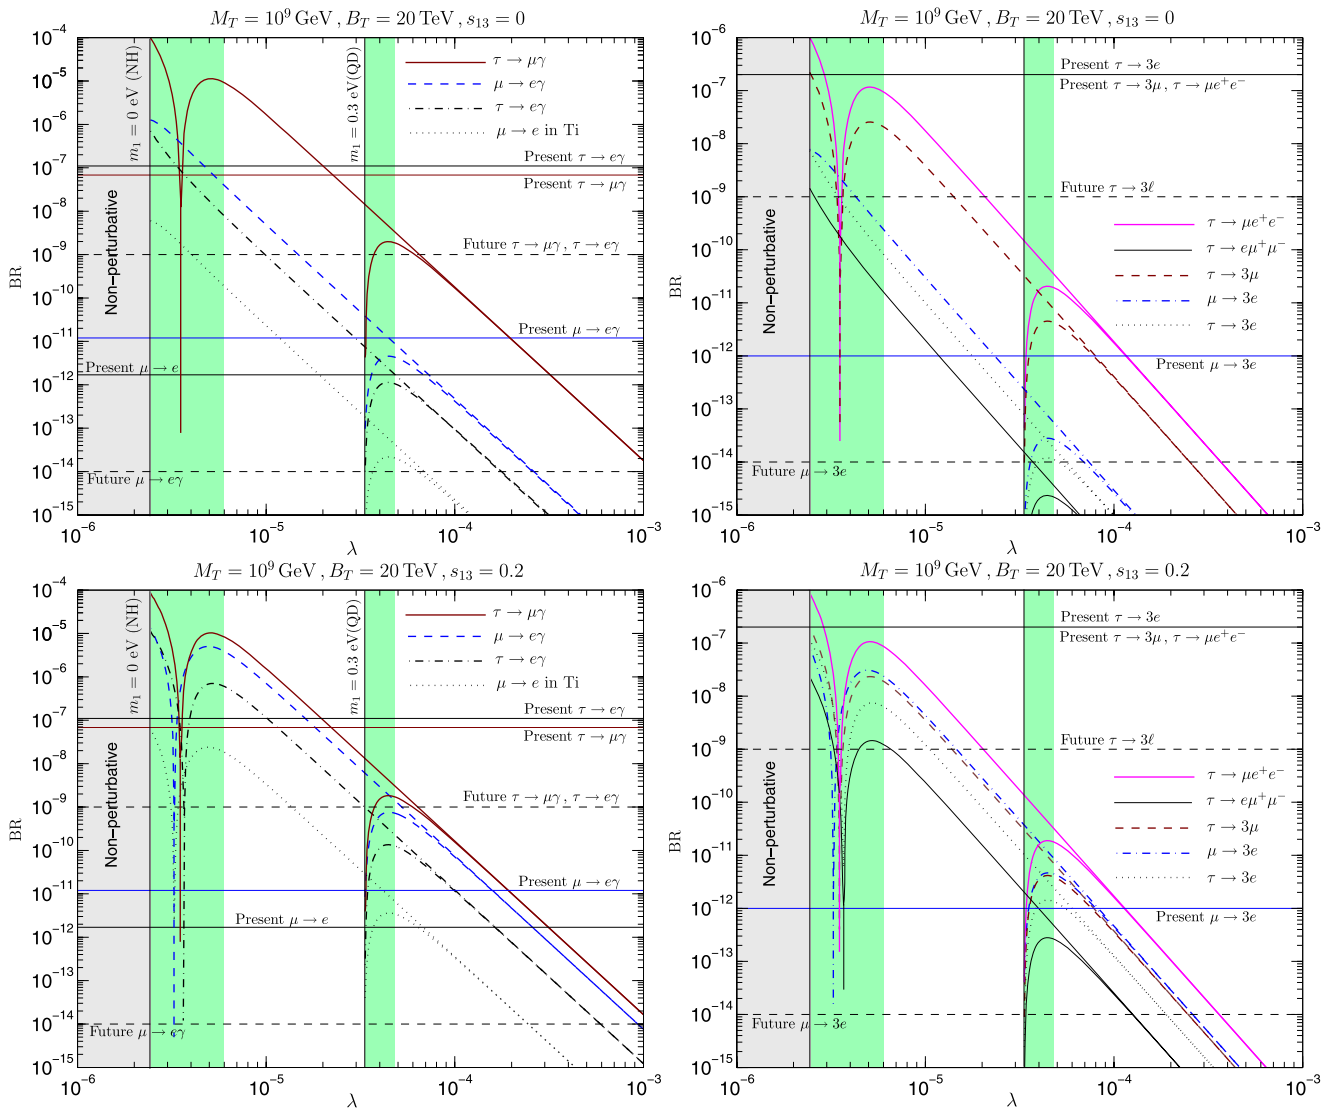 M_T = 10^9 GeV , B_T = 20 TeV , s_13 = 0
10^−4
10^−5
10^−6
10^−7
10^−8
10^−9
10^−10
10^−11
10^−12
10^−13
10^−14
10^−15
BR
m_1 = 0 eV (NH)
Non−perturbative
m_1 = 0.3 eV(QD)
τ → μγ
μ → eγ
τ → eγ
μ → e in Ti
Present τ → eγ
Present τ → μγ
Future τ → μγ , τ → eγ
Present μ → eγ
Present μ → e
Future μ → eγ
10^−6
10^−5
10^−4
10^−3
λ
M_T = 10^9 GeV , B_T = 20 TeV , s_13 = 0
10^−6
10^−7
10^−8
10^−9
10^−10
10^−11
10^−12
10^−13
10^−14
10^−15
BR
Non−perturbative
Present τ → 3e
Present τ → 3μ , τ → μe^+e^−
Future τ → 3ℓ
τ → μe^+e^−
τ → eμ^+μ^−
τ → 3μ
μ → 3e
τ → 3e
Present μ → 3e
Future μ → 3e
10^−6
10^−5
10^−4
10^−3
λ
M_T = 10^9 GeV , B_T = 20 TeV , s_13 = 0.2
10^−4
10^−5
10^−6
10^−7
10^−8
10^−9
10^−10
10^−11
10^−12
10^−13
10^−14
10^−15
BR
m_1 = 0 eV (NH)
Non−perturbative
m_1 = 0.3 eV(QD)
τ → μγ
μ → eγ
τ → eγ
μ → e in Ti
Present τ → eγ
Present τ → μγ
Future τ → μγ , τ → eγ
Present μ → eγ
Present μ → e
Future μ → eγ
10^−6
10^−5
10^−4
10^−3
λ
M_T = 10^9 GeV , B_T = 20 TeV , s_13 = 0.2
10^−6
10^−7
10^−8
10^−9
10^−10
10^−11
10^−12
10^−13
10^−14
10^−15
BR
Non−perturbative
Present τ → 3e
Present τ → 3μ , τ → μe^+e^−
Future τ → 3ℓ
τ → μe^+e^−
τ → eμ^+μ^−
τ → 3μ
μ → 3e
τ → 3e
Present μ → 3e
Future μ → 3e
10^−6
10^−5
10^−4
10^−3
λ